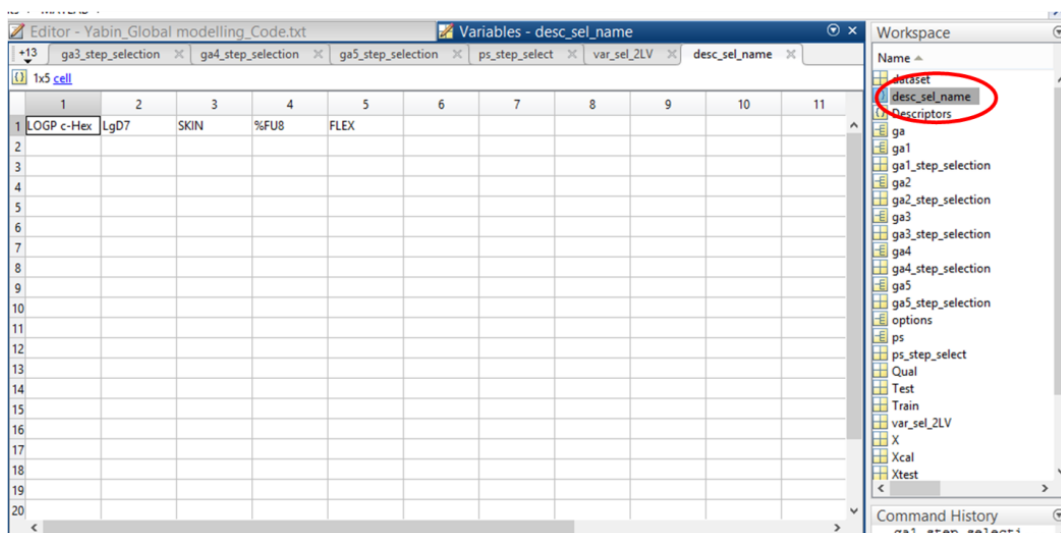 Editor - Yabin_Global modelling_Code.txt
Variables - desc_sel_name
+13 ga3_step_selection ga4_step_selection ga5_step_selection ps_step_select var_sel_2LV desc_sel_name
{} 1x5 cell
1 2 3 4 5 6 7 8 9 10 11
1 LOGP c-Hex LgD7 SKIN %FU8 FLEX
2
3
4
5
6
7
8
9
10
11
12
13
14
15
16
17
18
19
20
Workspace
Name
dataset
desc_sel_name
Descriptors
ga
ga1
ga1_step_selection
ga2
ga2_step_selection
ga3
ga3_step_selection
ga4
ga4_step_selection
ga5
ga5_step_selection
options
ps
ps_step_select
Qual
Test
Train
var_sel_2LV
X
Xcal
Xtest
Command History
ga1_step_selecti